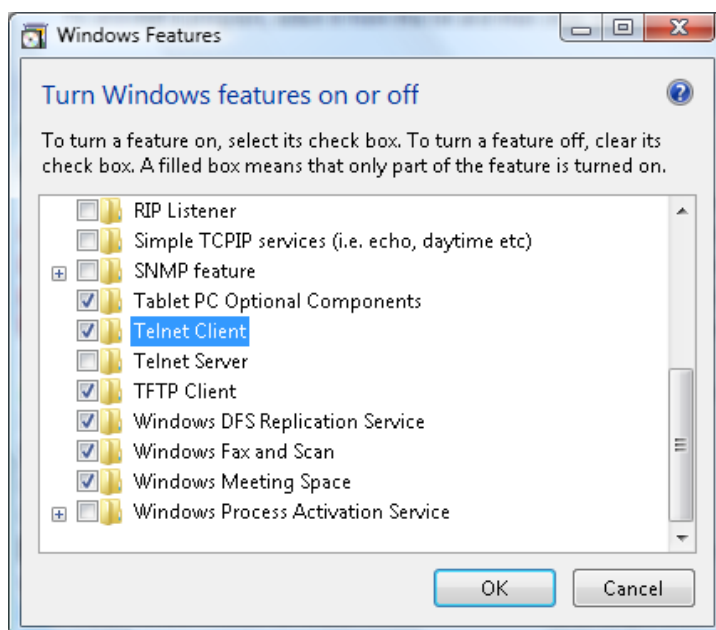 Windows Features
Turn Windows features on or off
To turn a feature on, select its check box. To turn a feature off, clear its
check box. A filled box means that only part of the feature is turned on.
RIP Listener
Simple TCPIP services (i.e. echo, daytime etc)
SNMP feature
Tablet PC Optional Components
Telnet Client
Telnet Server
TFTP Client
Windows DFS Replication Service
Windows Fax and Scan
Windows Meeting Space
Windows Process Activation Service
OK Cancel